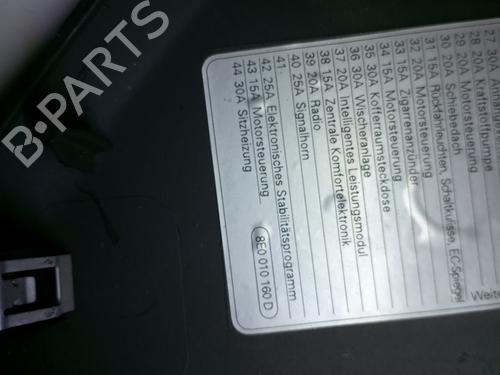 27 30A
28 20A Kraftstoffpumpe
29 20A Motorsteuerung
30 20A Schiebedach
31 15A Rückfahrleuchten, Schaltkulisse, EC-Spiegel
32 20A Motorsteuerung
33 15A Zigarrenanzünder
34 15A Motorsteuerung
35 30A Kofferraumsteckdose
36 30A Wischeranlage
37 20A Intelligentes Leistungsmodul
38 15A Zentrale Komfortelektronik
39 20A Radio
40 25A Signalhorn
41
42 25A Elektronisches Stabilitätsprogramm
43 15A Motorsteuerung
44 30A Sitzheizung
8E0 010 160 D
B-PARTS